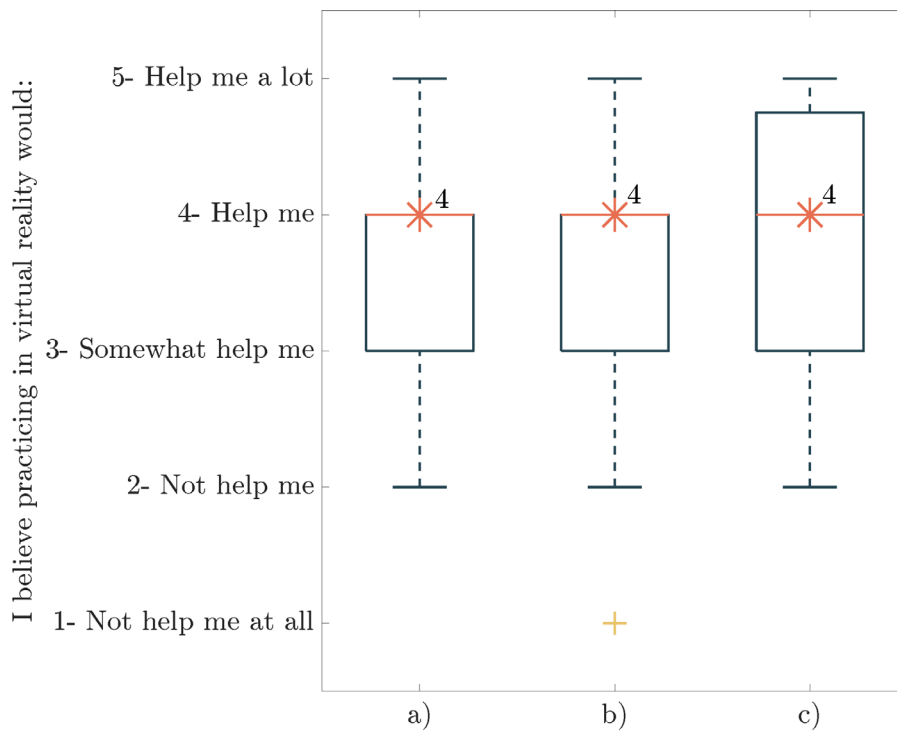 I believe practicing in virtual reality would:
5- Help me a lot
4- Help me
3- Somewhat help me
2- Not help me
1- Not help me at all
4
4
4
a)
b)
c)